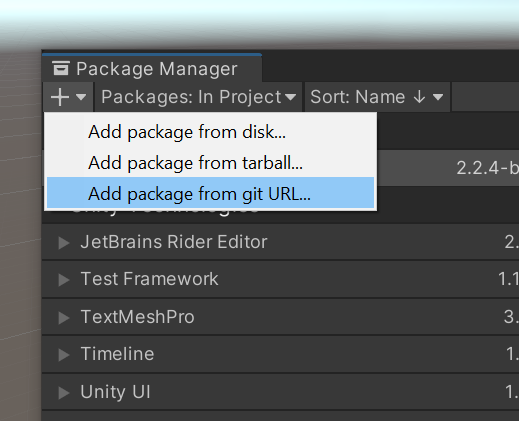 Package Manager
Packages: In Project Sort: Name ↓
Add package from disk...
Add package from tarball...
2.2.4-b
Add package from git URL...
JetBrains Rider Editor 2.
Test Framework 1.1
TextMeshPro 3.
Timeline 1.
Unity UI 1.